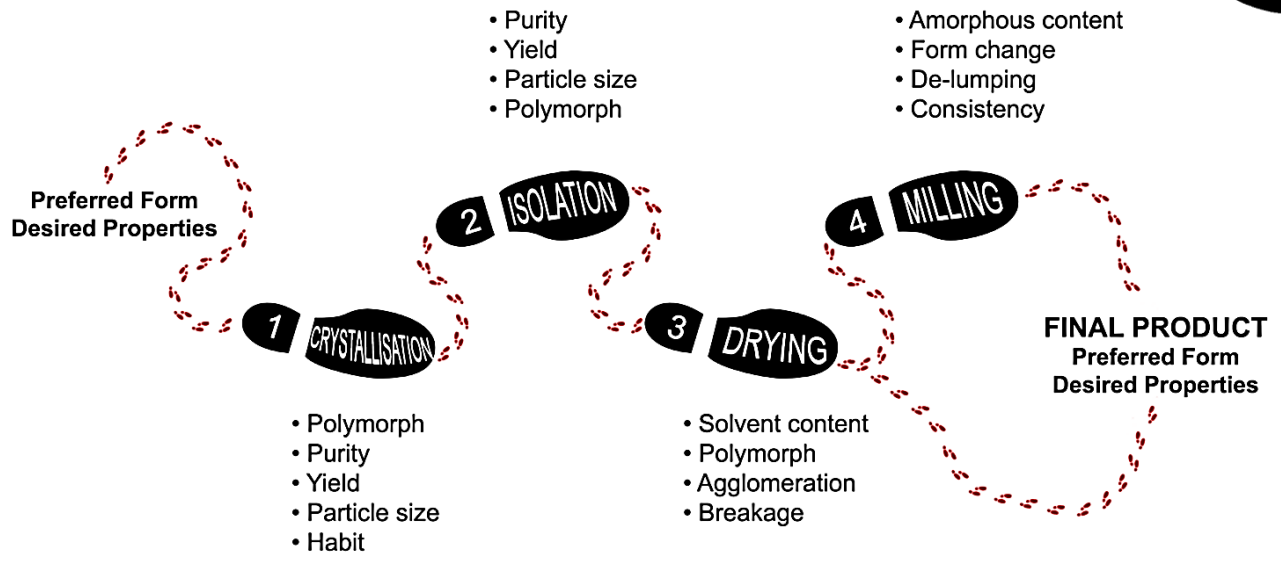 • Purity
• Yield
• Particle size
• Polymorph
• Amorphous content
• Form change
• De-lumping
• Consistency
Preferred Form
Desired Properties
1 CRYSTALLISATION
2 ISOLATION
3 DRYING
4 MILLING
FINAL PRODUCT
Preferred Form
Desired Properties
• Polymorph
• Purity
• Yield
• Particle size
• Habit
• Solvent content
• Polymorph
• Agglomeration
• Breakage